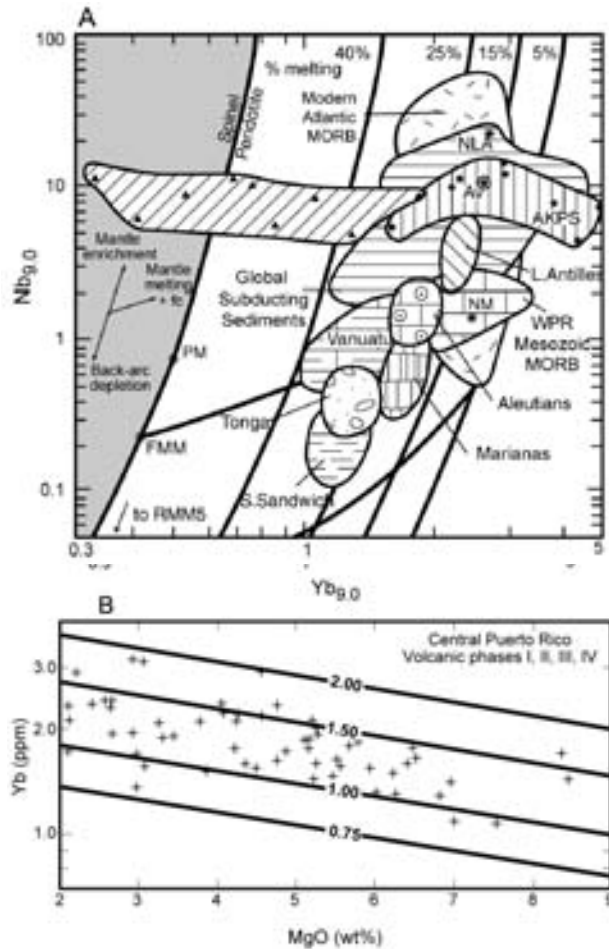 A
100
40%
25%
15%
5%
% melting
Spinel
Peridotite
Modern
Atlantic
MORB
NLA
10
AV
AKIPS
Mantle
enrichment
Mantle
melting
+ fc
Global
Subducting
Sediments
L.Antilles
NM
WPR
Mesozoic
MORB
1
Vanuatu
Back-arc
depletion
PM
Aleutians
Tonga
Marianas
FMM
0.1
S.Sandwich
to RMM5
0.3
1
5
Nb9.0
Yb9.0
B
Central Puerto Rico
Volcanic phases I, II, III, IV
3.0
2.00
2.0
1.50
1.00
1.0
0.75
Yb (ppm)
2
3
4
5
6
7
8
9
MgO (wt%)